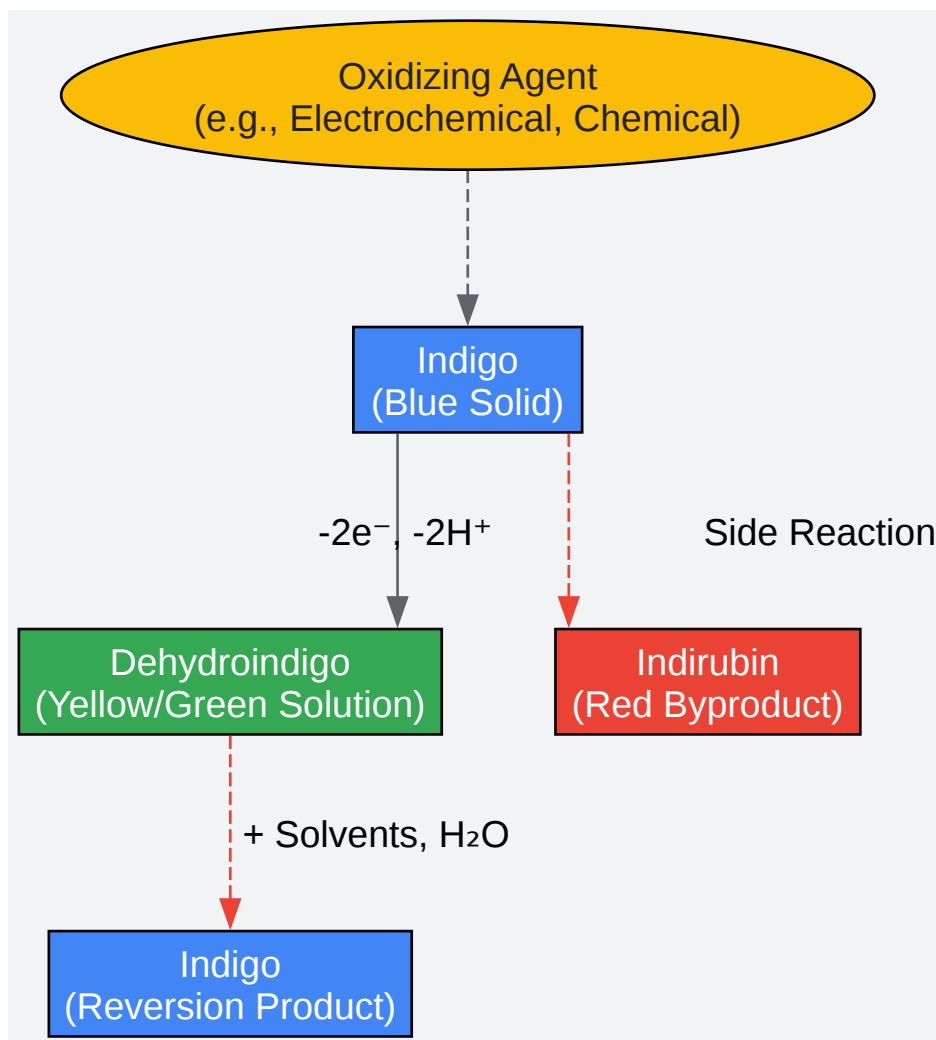 Oxidizing Agent
(e.g., Electrochemical, Chemical)
Indigo
(Blue Solid)
-2e⁻, -2H⁺
Side Reaction
Dehydroindigo
(Yellow/Green Solution)
Indirubin
(Red Byproduct)
+ Solvents, H₂O
Indigo
(Reversion Product)